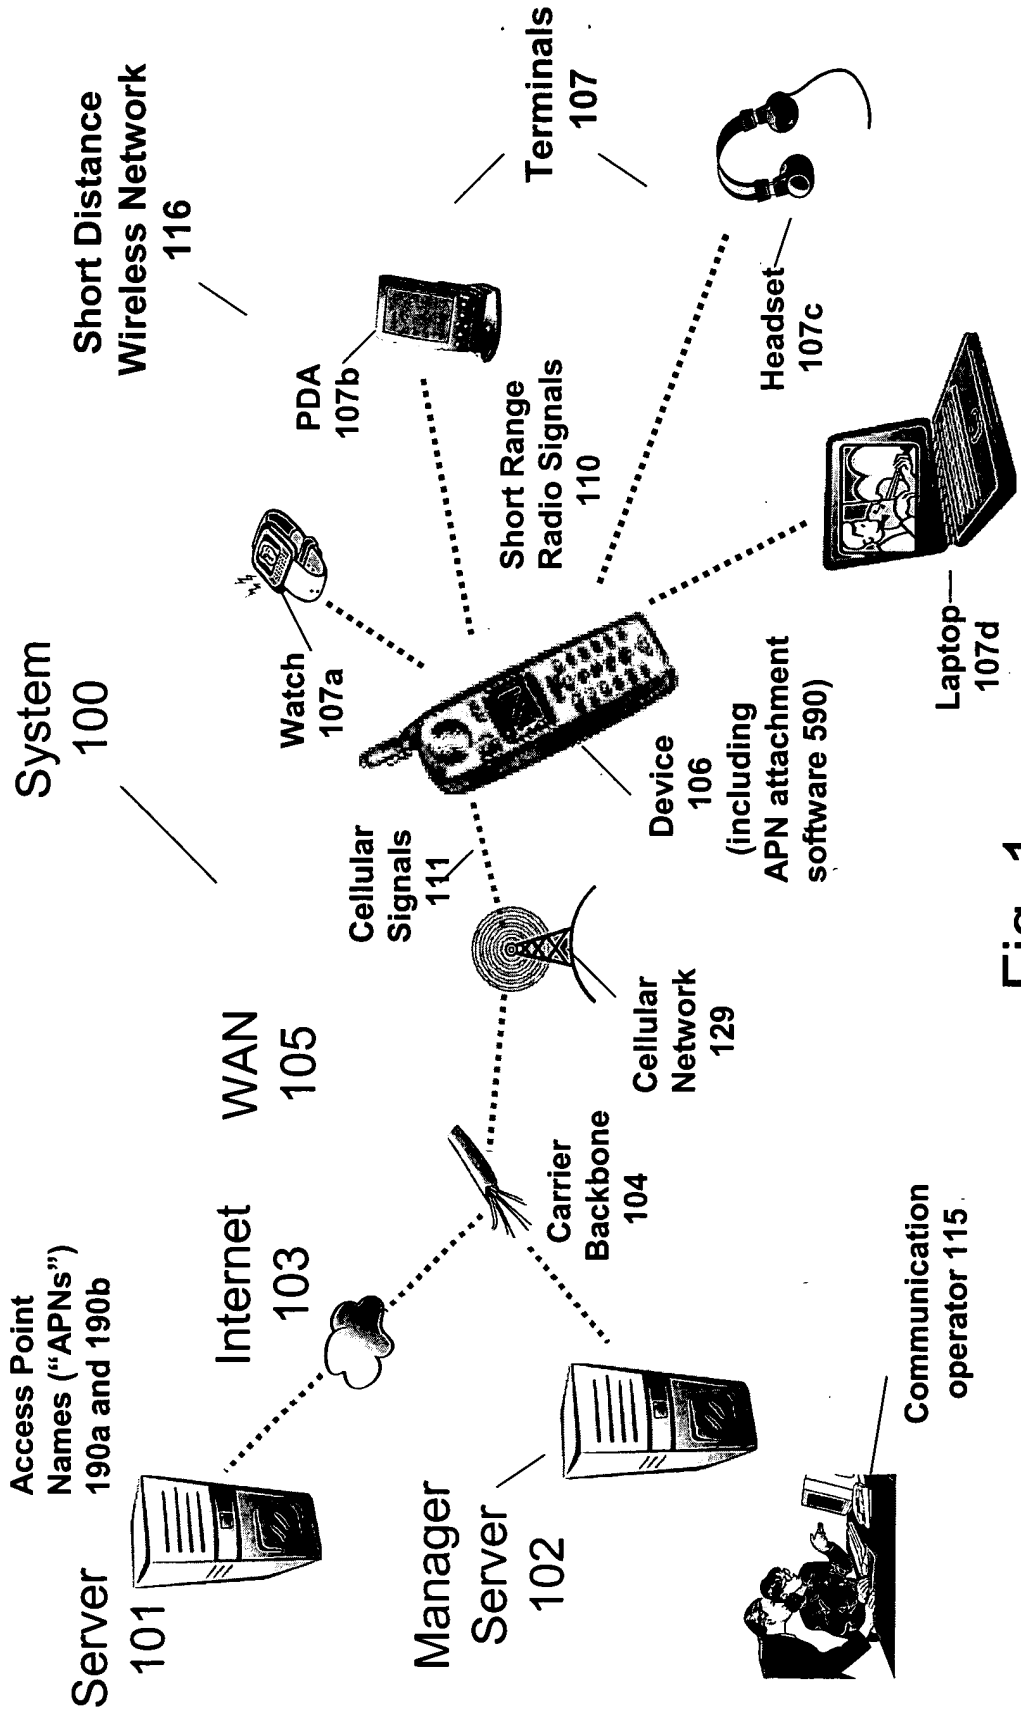 System
100
Short Distance
Wireless Network
116
Access Point
Names (“APNs”)
190a and 190b
Server
101
Internet
103
WAN
105
Watch
107a
PDA
107b
Terminals
107
Cellular
Signals
111
Short Range
Radio Signals
110
Manager
Server
102
Carrier
Backbone
104
Cellular
Network
129
Device
106
(including
APN attachment
software 590)
Headset
107c
Laptop
107d
Communication
operator 115
Fig. 1